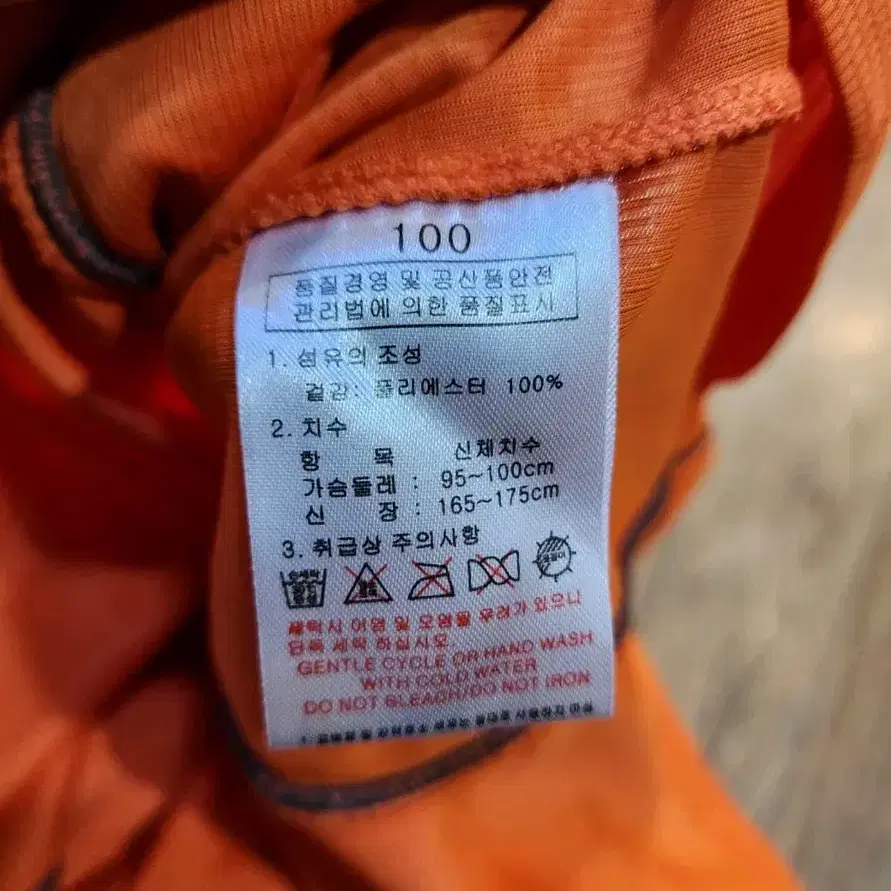 100
품질경영 및 공산품안전
관리법에 의한 품질표시
1. 섬유의 조성
겉감: 폴리에스터 100%
2. 치수
항 목 신체치수
가슴둘레 : 95~100cm
신 장 : 165~175cm
3. 취급상 주의사항
세탁시 이염 및 오염될 우려가 있으니
단독 세탁 하십시오.
GENTLE CYCLE OR HAND WASH
WITH COLD WATER
DO NOT BLEACH/DO NOT IRON